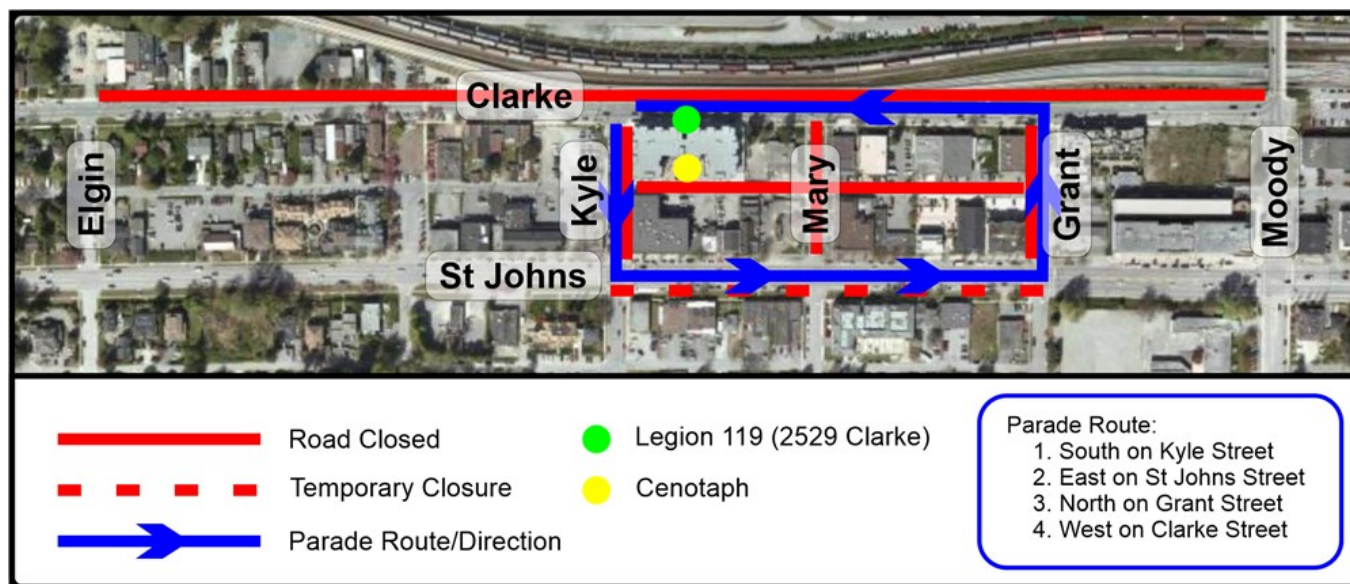 Clarke
Elgin
Kyle
Mary
Grant
Moody
St Johns
Road Closed
Temporary Closure
Parade Route/Direction
Legion 119 (2529 Clarke)
Cenotaph
Parade Route:
1. South on Kyle Street
2. East on St Johns Street
3. North on Grant Street
4. West on Clarke Street